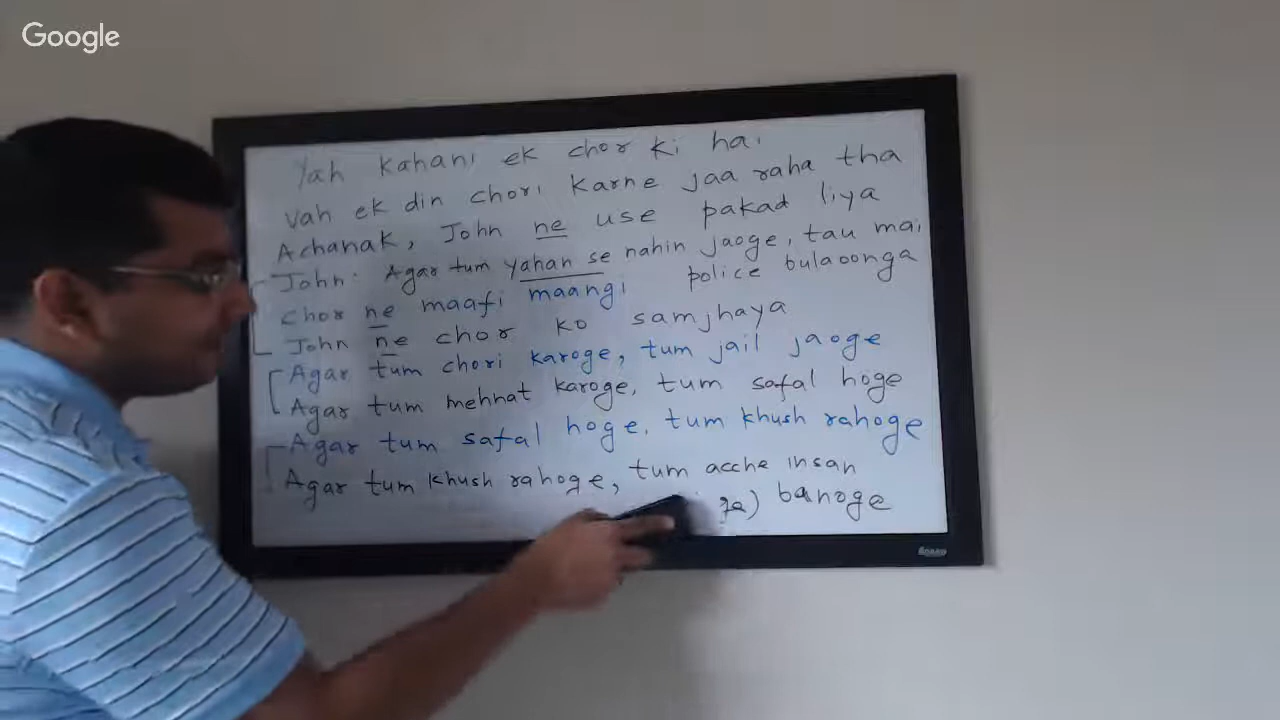 Google
Yah kahani ek chor ki hai
vah ek din chori karne jaa raha tha
Achanak, John ne use pakad liya
John: Agar tum yahan se nahin jaoge, tau mai
police bulaoonga
chor ne maafi maangi
John ne chor ko samjhaya
Agar tum chori karoge, tum jail jaoge
Agar tum mehnat karoge, tum safal hoge
Agar tum safal hoge, tum khush rahoge
Agar tum khush rahoge, tum acche insan
banoge